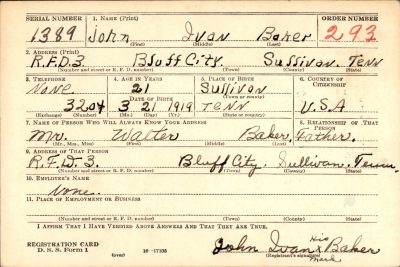 SERIAL NUMBER 1. NAME (Print) ORDER NUMBER
1389 John Ivan Baker 293
(First) (Middle) (Last)
2. ADDRESS (Print)
R.F.D.3 Bluff City. Sullivan. Tenn
(Number and street or R. F. D. number) (Town) (County) (State)
3. TELEPHONE 4. AGE IN YEARS 5. PLACE OF BIRTH 6. COUNTRY OF CITIZENSHIP
None 21 Sullivan
DATE OF BIRTH (Town or county)
3 21 1919 Tenn U.S.A
(Exchange) (Number) (Mo.) (Day) (Yr.) (State or country)
7. NAME OF PERSON WHO WILL ALWAYS KNOW YOUR ADDRESS 8. RELATIONSHIP OF THAT PERSON
Mr. Walter Baker. Father.
(Mr., Mrs., Miss) (First) (Middle) (Last)
9. ADDRESS OF THAT PERSON
R.F.D-3 Bluff City. Sullivan. Tenn.
(Number and street or R. F. D. number) (Town) (County) (State)
10. EMPLOYER'S NAME
None.
11. PLACE OF EMPLOYMENT OR BUSINESS
(Number and street or R. F. D. number) (Town) (County) (State)
I AFFIRM THAT I HAVE VERIFIED ABOVE ANSWERS AND THAT THEY ARE TRUE.
REGISTRATION CARD
D. S. S. Form 1 (over)
John Ivan His X Baker
Mark
(Registrant's signature)